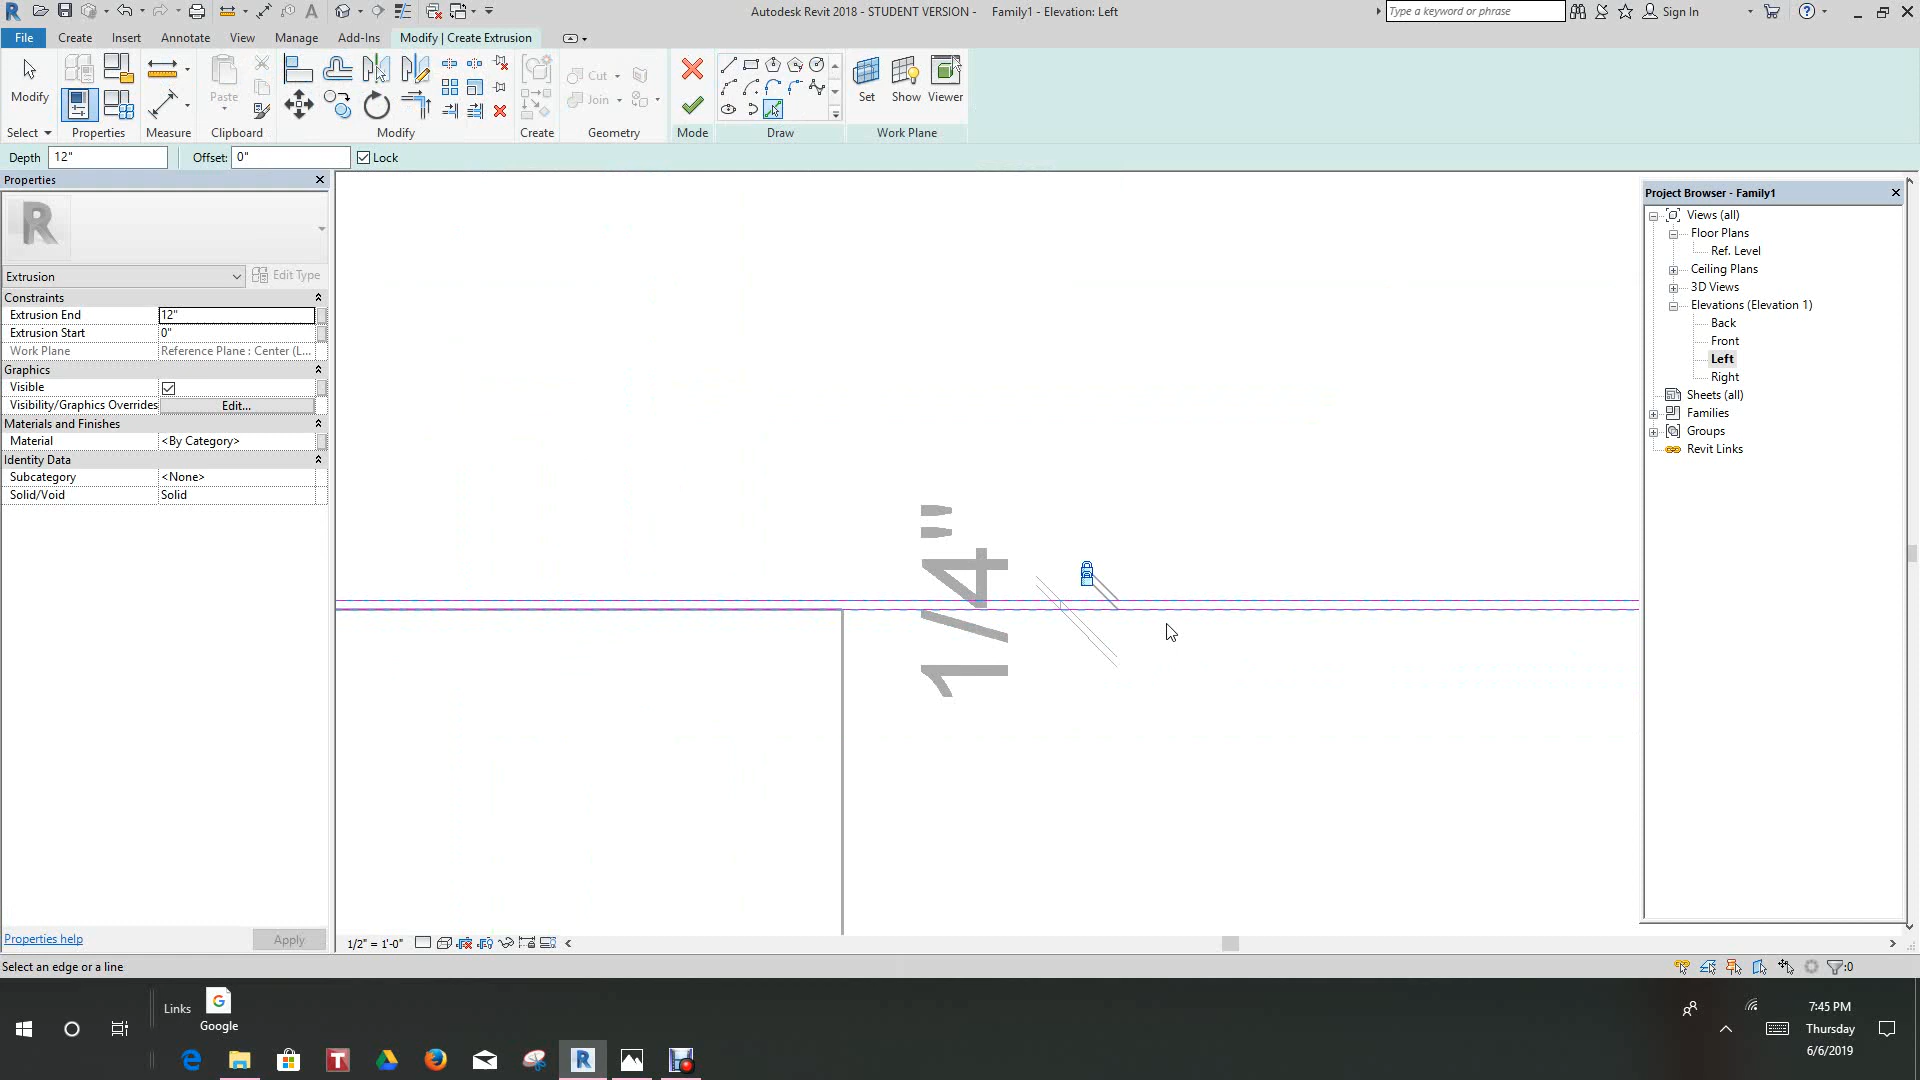 Autodesk Revit 2018 - STUDENT VERSION - Family1 - Elevation: Left
Type a keyword or phrase
Sign In
File Create Insert Annotate View Manage Add-Ins Modify | Create Extrusion
Modify
Paste
Cut
Join
Set Show Viewer
Select Properties Measure Clipboard Modify Create Geometry Mode Draw Work Plane
Depth 12" Offset: 0" Lock
Properties
Extrusion Edit Type
Constraints
Extrusion End 12"
Extrusion Start 0"
Work Plane Reference Plane : Center (L...
Graphics
Visible
Visibility/Graphics Overrides Edit...
Materials and Finishes
Material <By Category>
Identity Data
Subcategory <None>
Solid/Void Solid
Properties help Apply
1/4"
Project Browser - Family1
Views (all)
Floor Plans
Ref. Level
Ceiling Plans
3D Views
Elevations (Elevation 1)
Back
Front
Left
Right
Sheets (all)
Families
Groups
Revit Links
1/2" = 1'-0"
Select an edge or a line
:0
Links
Google
7:45 PM
Thursday
6/6/2019